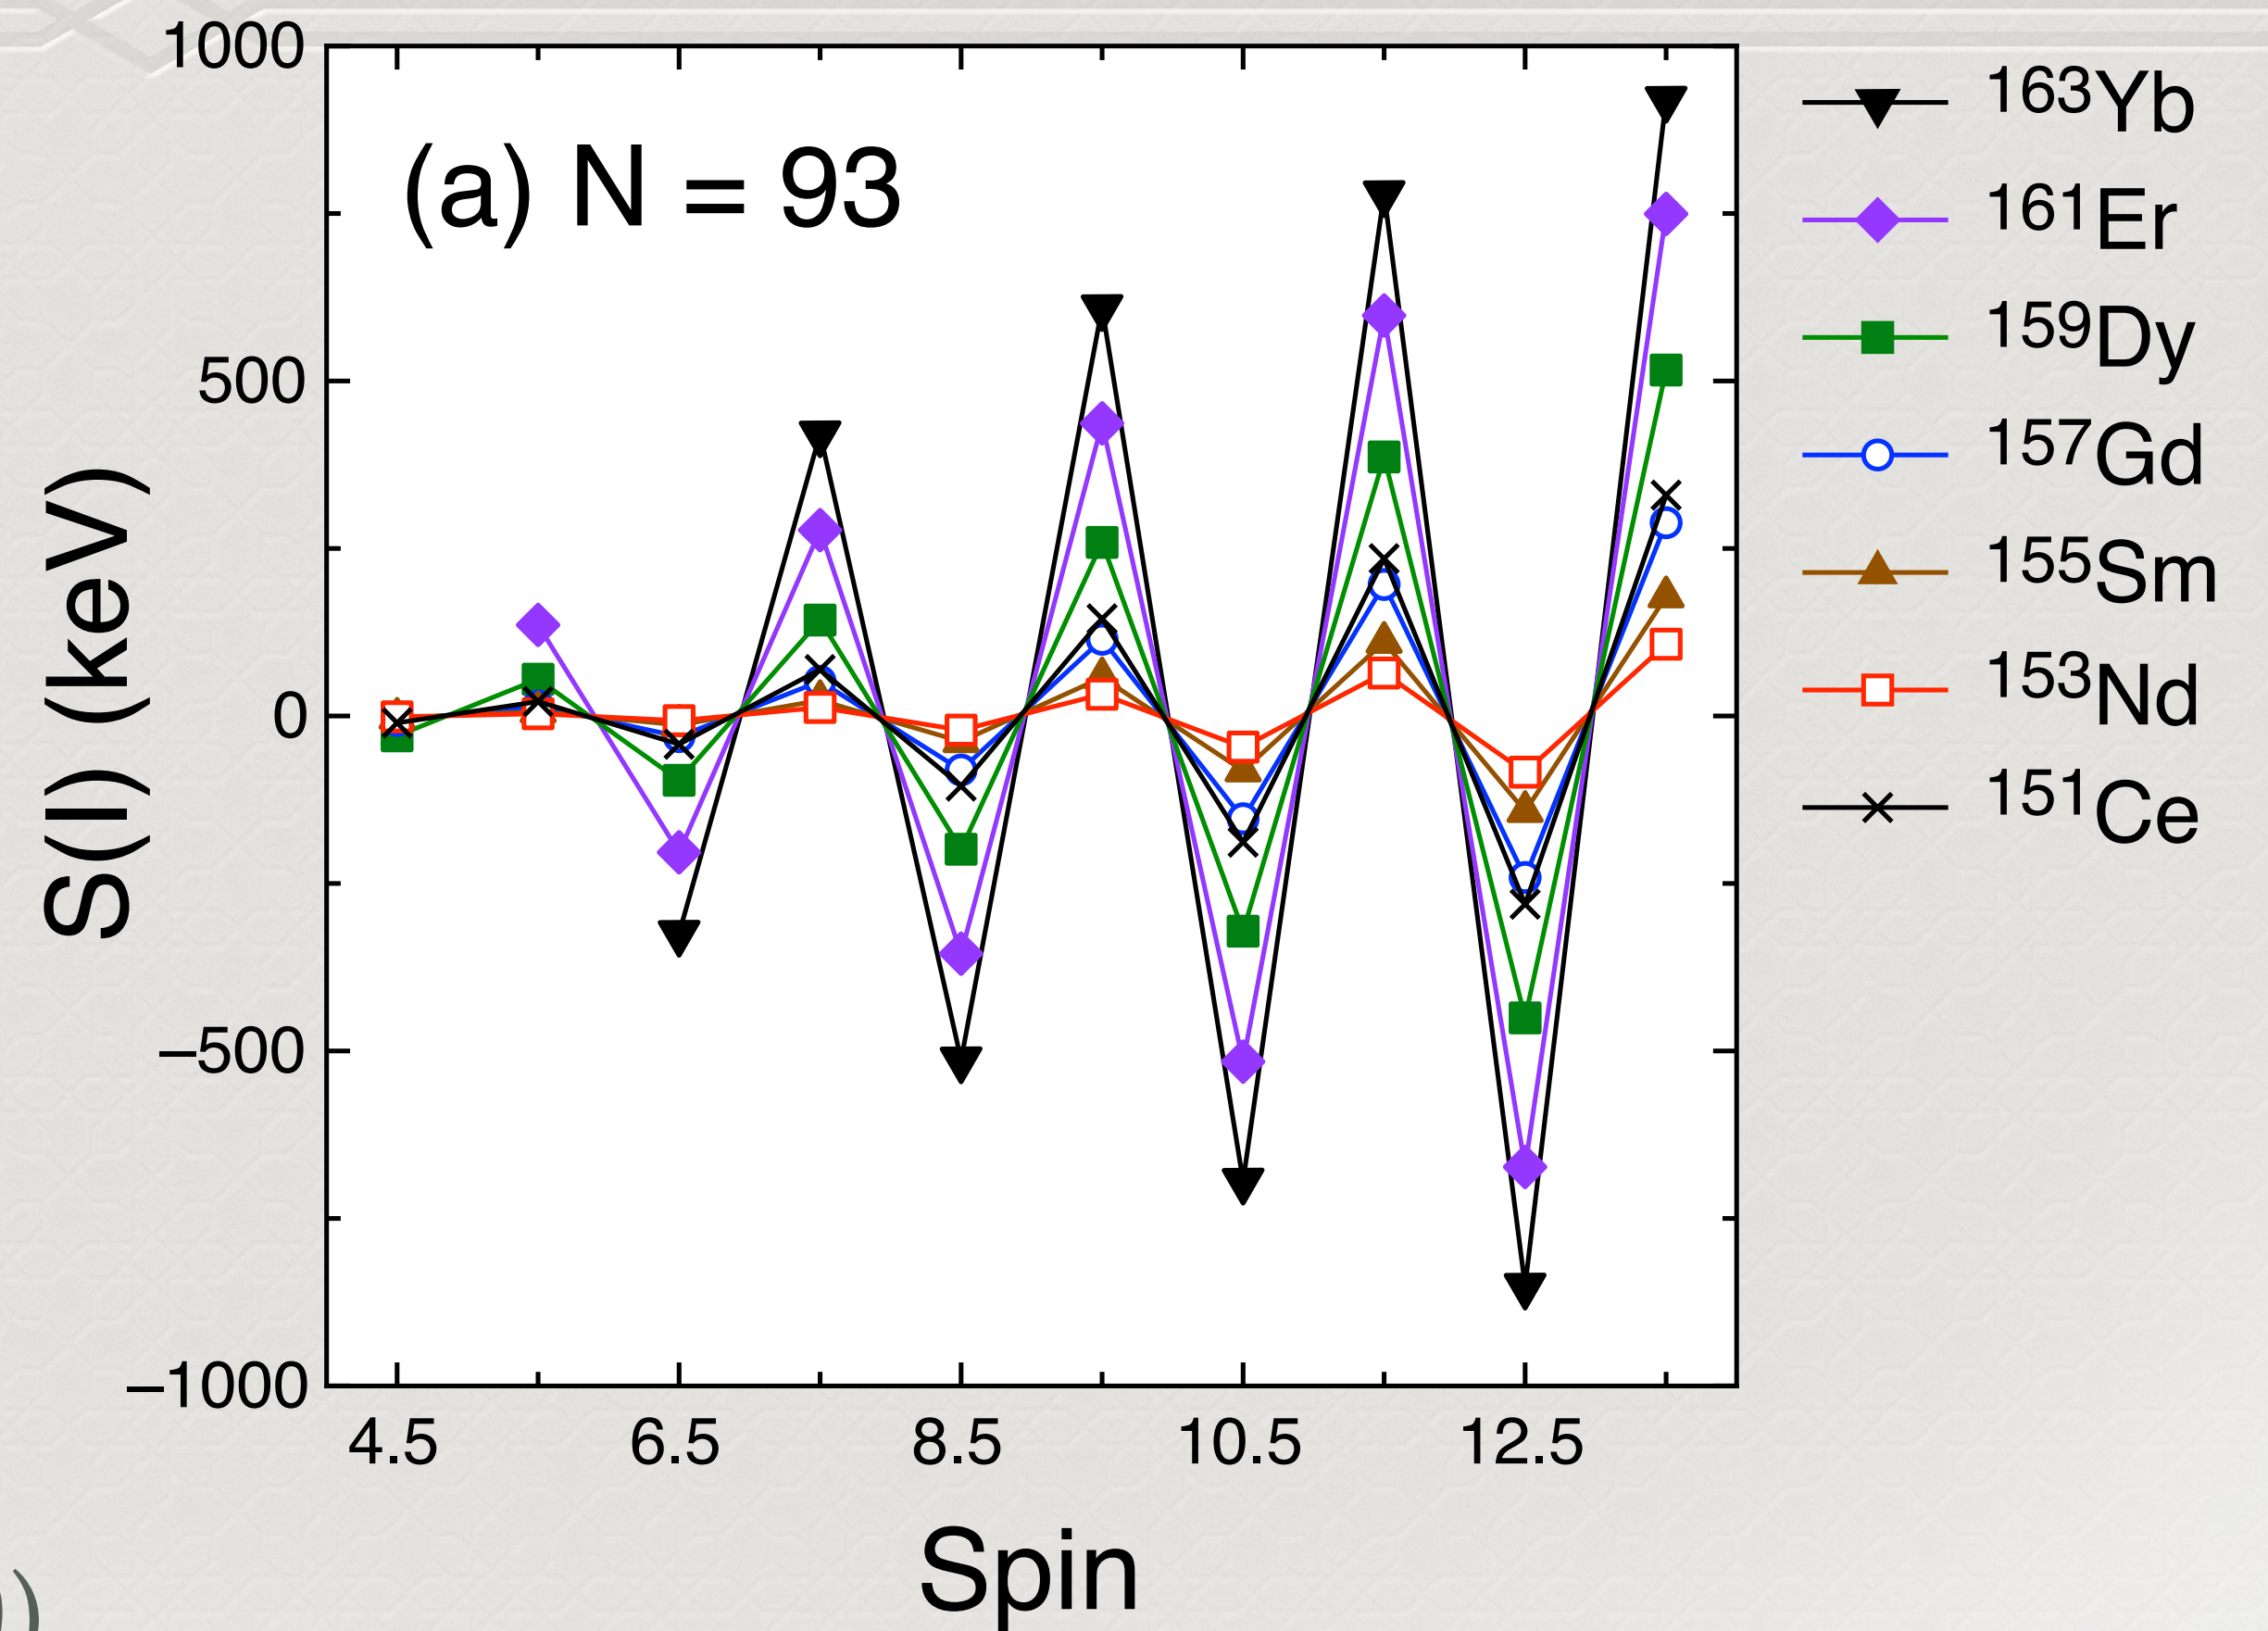 1000
500
0
−500
−1000
S(I) (keV)
(a) N = 93
4.5 6.5 8.5 10.5 12.5
Spin
¹⁶³Yb
¹⁶¹Er
¹⁵⁹Dy
¹⁵⁷Gd
¹⁵⁵Sm
¹⁵³Nd
¹⁵¹Ce
)